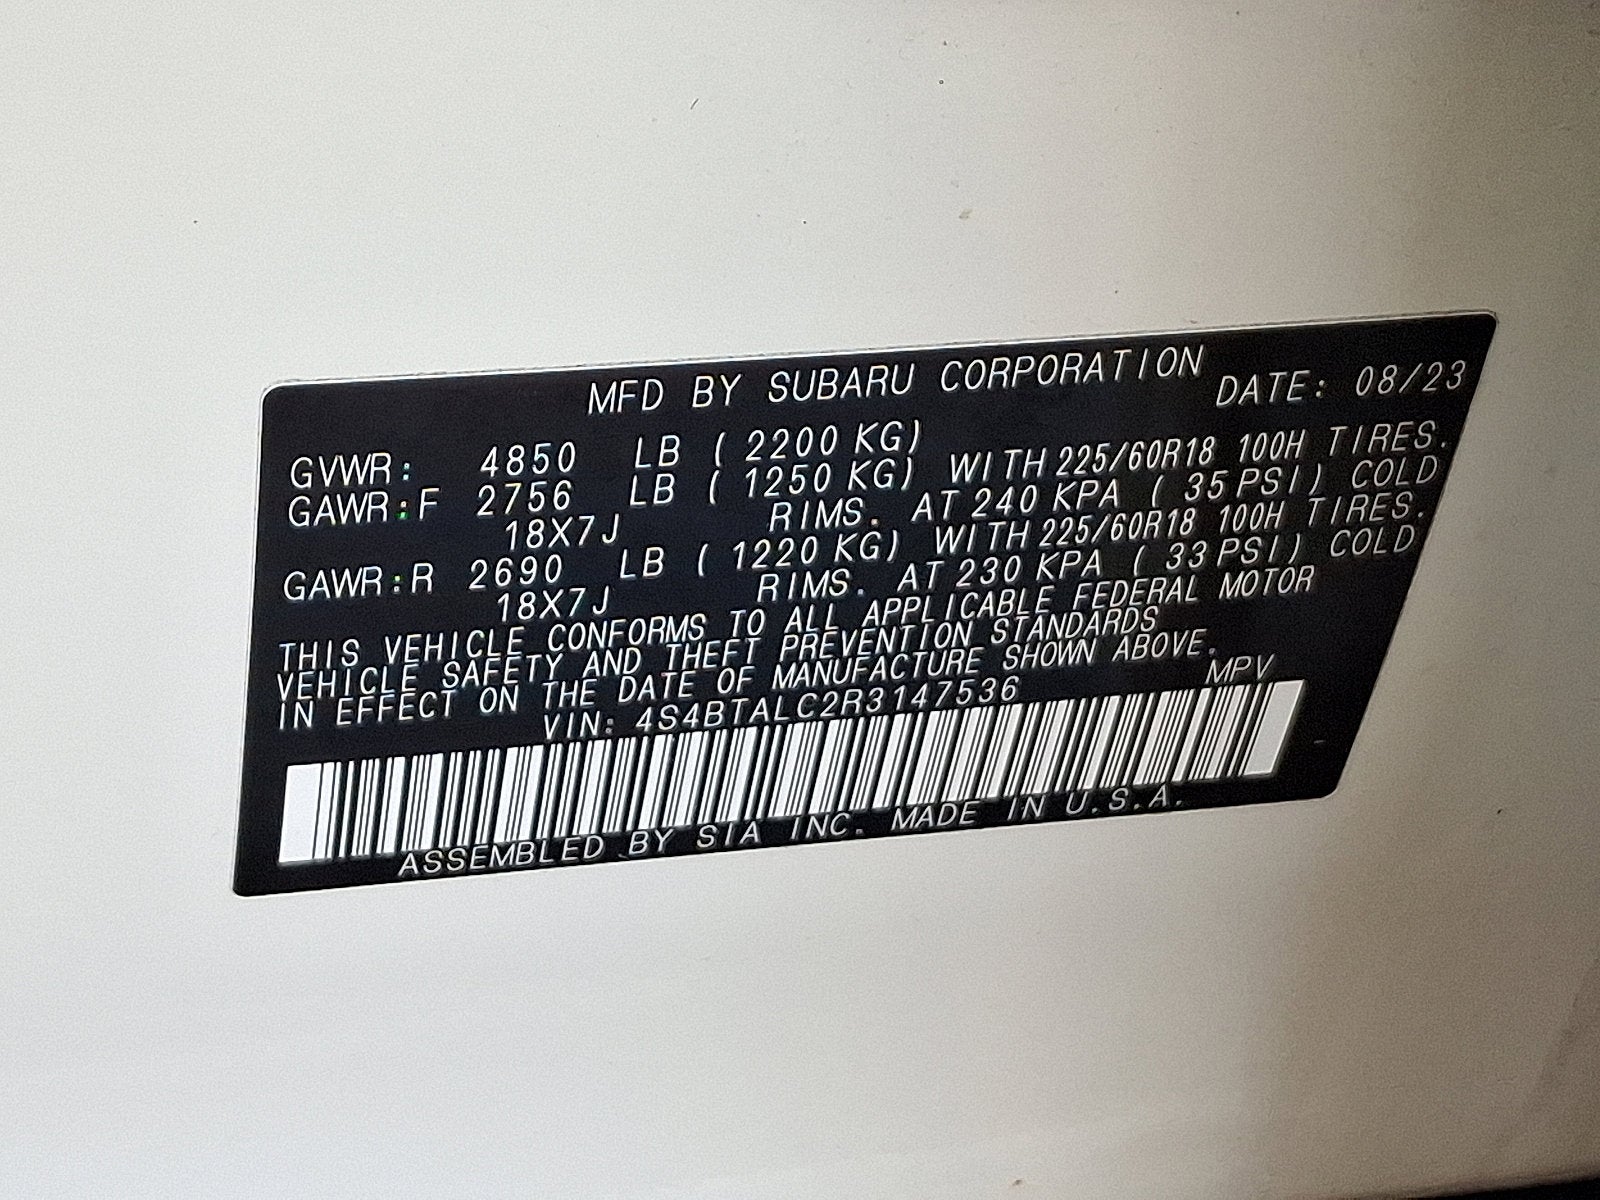 MFD BY SUBARU CORPORATION DATE: 08/23
GVWR: 4850 LB ( 2200 KG)
GAWR:F 2756 LB ( 1250 KG) WITH 225/60R18 100H TIRES.
18X7J RIMS. AT 240 KPA ( 35 PSI) COLD
GAWR:R 2690 LB ( 1220 KG) WITH 225/60R18 100H TIRES.
18X7J RIMS. AT 230 KPA ( 33 PSI) COLD
THIS VEHICLE CONFORMS TO ALL APPLICABLE FEDERAL MOTOR
VEHICLE SAFETY AND THEFT PREVENTION STANDARDS
IN EFFECT ON THE DATE OF MANUFACTURE SHOWN ABOVE.
VIN: 4S4BTALC2R3147536 MPV
ASSEMBLED BY SIA INC. MADE IN U.S.A.